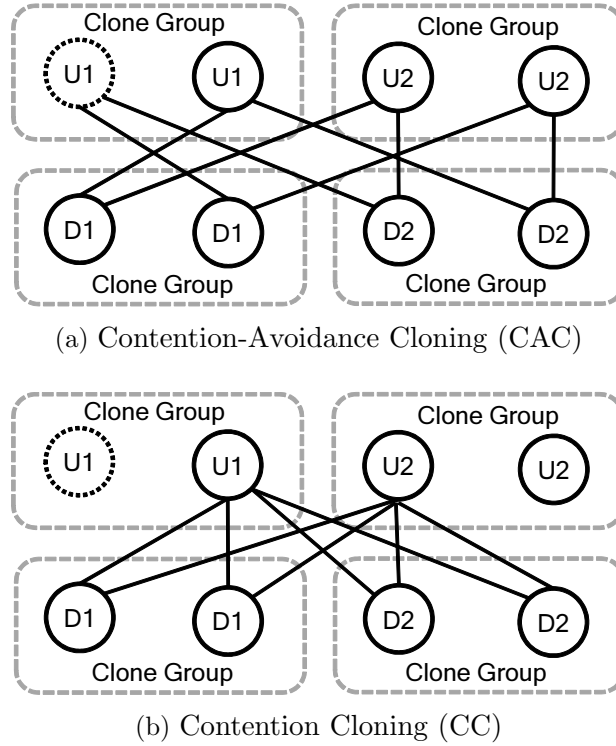 Clone Group Clone Group
U1 U1 U2 U2
D1 D1 D2 D2
Clone Group Clone Group
(a) Contention-Avoidance Cloning (CAC)
Clone Group Clone Group
U1 U1 U2 U2
D1 D1 D2 D2
Clone Group Clone Group
(b) Contention Cloning (CC)